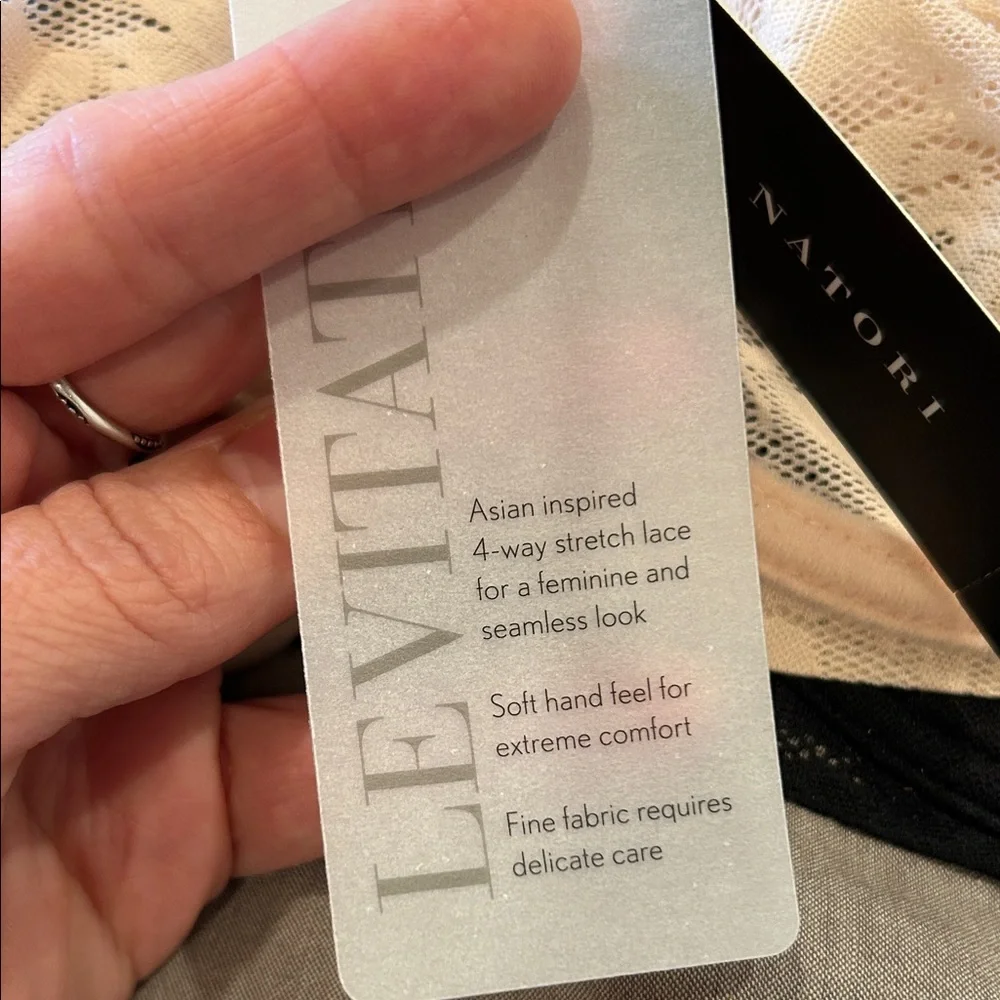 LEVITAT
NATORI
Asian inspired
4-way stretch lace
for a feminine and
seamless look
Soft hand feel for
extreme comfort
Fine fabric requires
delicate care